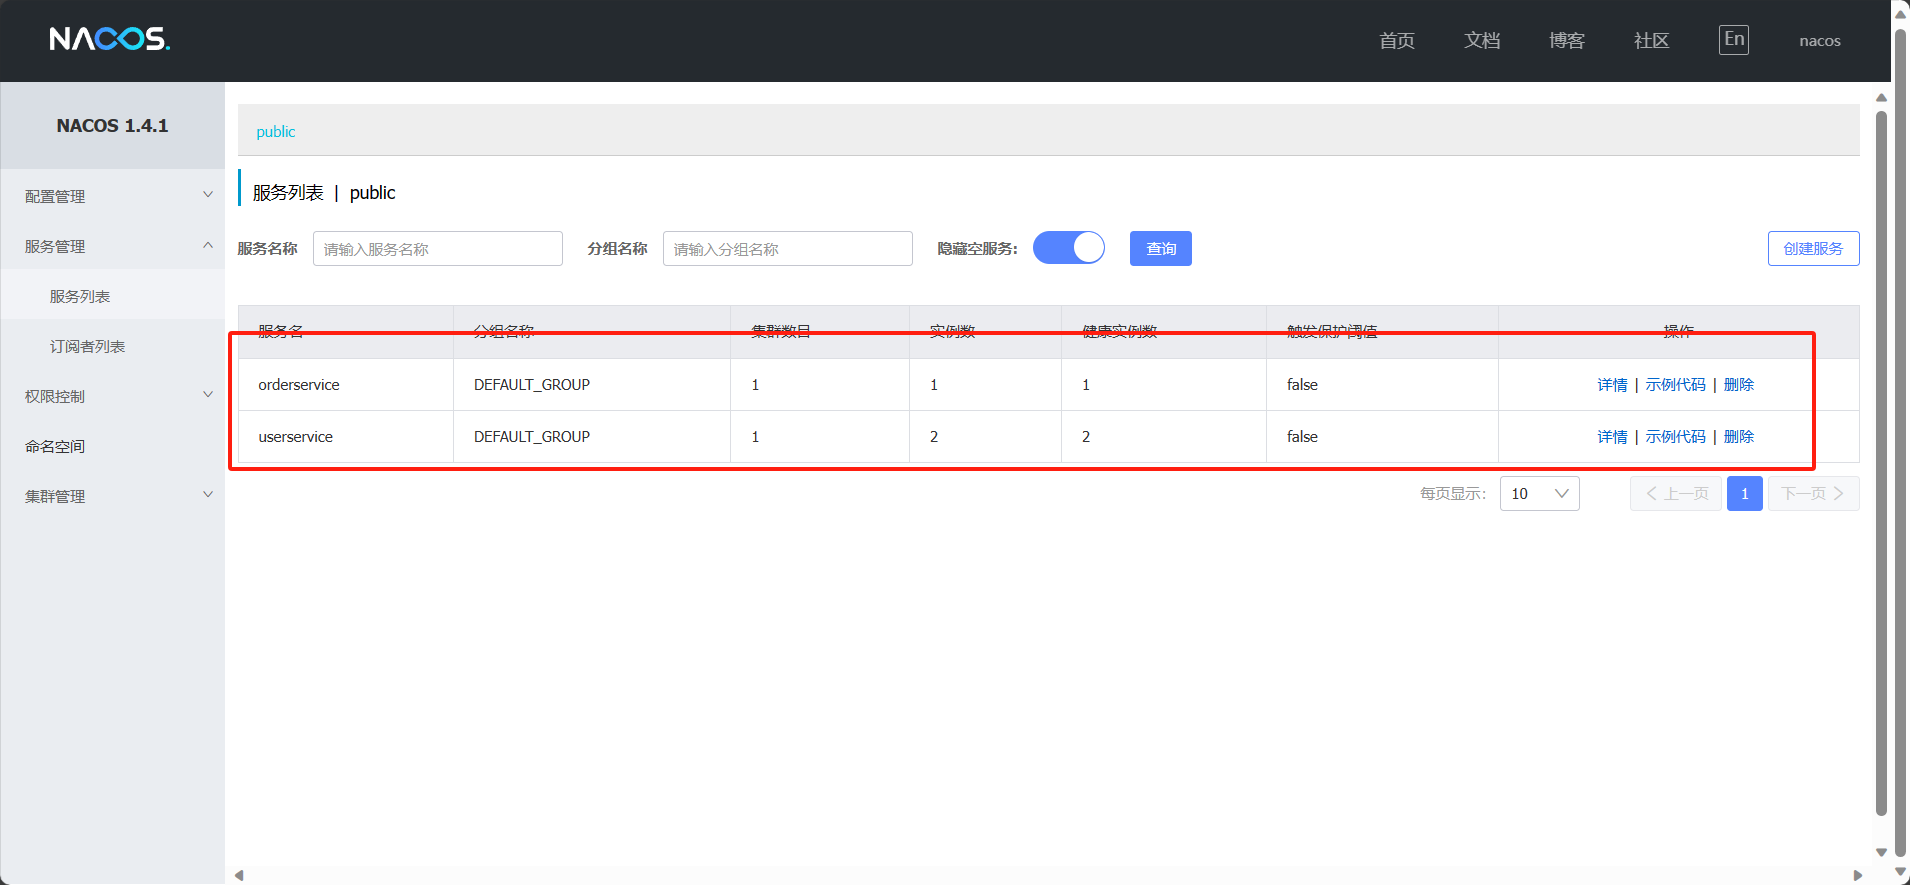 NACOS.
首页 文档 博客 社区 En nacos
NACOS 1.4.1
配置管理
服务管理
服务列表
订阅者列表
权限控制
命名空间
集群管理
public
服务列表 | public
服务名称 请输入服务名称 分组名称 请输入分组名称 隐藏空服务: 查询 创建服务
服务名 分组名称 集群数目 实例数 健康实例数 触发保护阈值 操作
orderservice DEFAULT_GROUP 1 1 1 false 详情 | 示例代码 | 删除
userservice DEFAULT_GROUP 1 2 2 false 详情 | 示例代码 | 删除
每页显示: 10 上一页 1 下一页